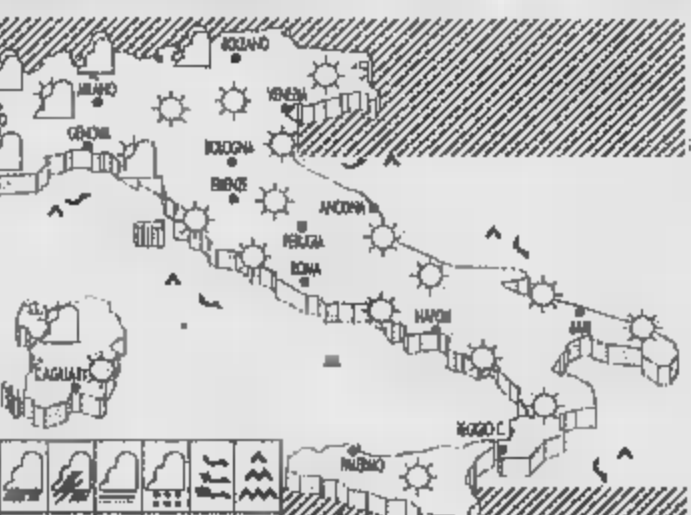 BOLZANO
MILANO
VENEZIA
GENOVA
BOLOGNA
FIRENZE
ANCONA
PERUGIA
ROMA
NAPOLI
BARI
CAGLIARI
REGGIO C.
PALERMO